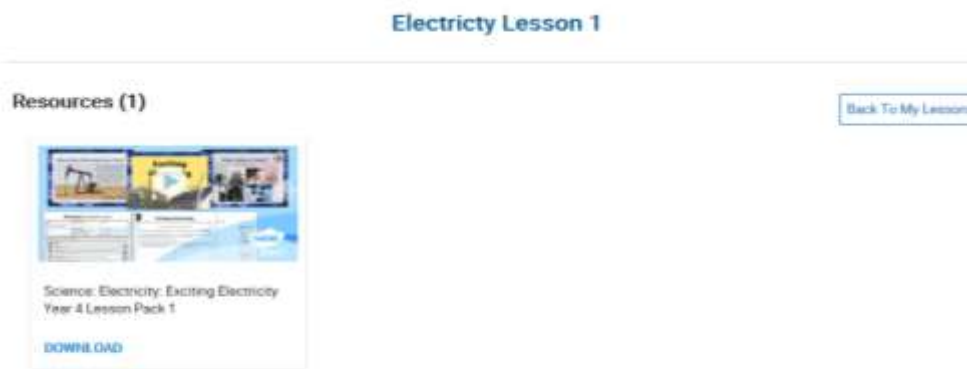 Electricty Lesson 1
Resources (1)
Back To My Lesson
Exciting
Science: Electricity: Exciting Electricity
Year 4 Lesson Pack 1
DOWNLOAD